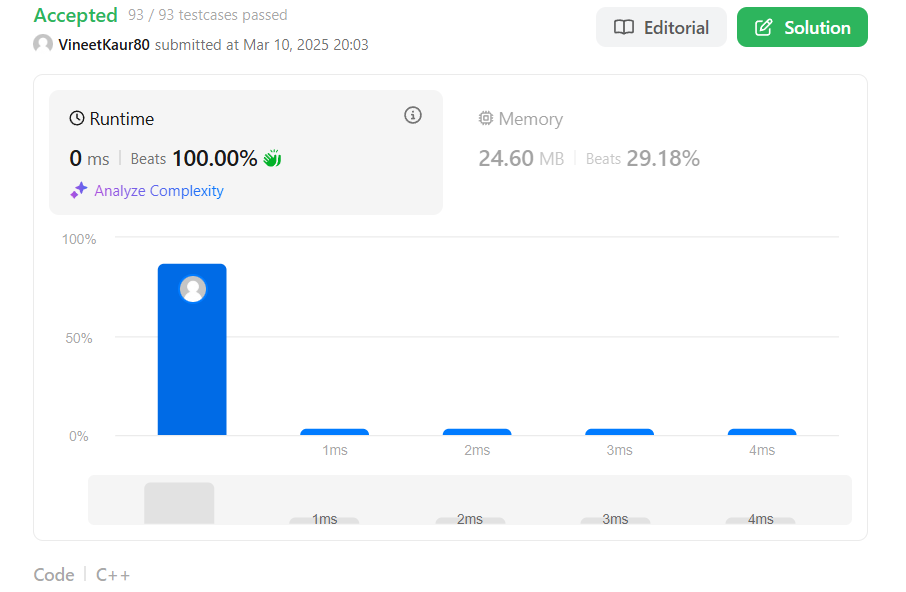 Accepted 93 / 93 testcases passed
VineetKaur80 submitted at Mar 10, 2025 20:03
Editorial
Solution
Runtime
0 ms | Beats 100.00%
Analyze Complexity
Memory
24.60 MB | Beats 29.18%
100%
50%
0%
1ms 2ms 3ms 4ms
1ms 2ms 3ms 4ms
Code | C++